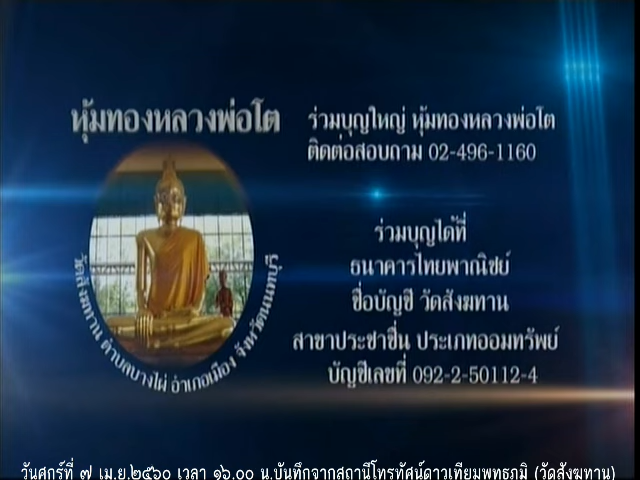 หุ้มทองหลวงพ่อโต
ร่วมบุญใหญ่ หุ้มทองหลวงพ่อโต
ติดต่อสอบถาม 02-496-1160
วัดสังฆทาน ตำบลบางไผ่ อำเภอเมือง จังหวัดนนทบุรี
ร่วมบุญได้ที่
ธนาคารไทยพาณิชย์
ชื่อบัญชี วัดสังฆทาน
สาขาประชาชื่น ประเภทออมทรัพย์
บัญชีเลขที่ 092-2-50112-4
วันศุกร์ที่ ๗ เม.ย.๒๕๖๐ เวลา ๑๖.๐๐ น.บันทึกจากสถานีโทรทัศน์ดาวเทียมพุทธภูมิ (วัดสังฆทาน)